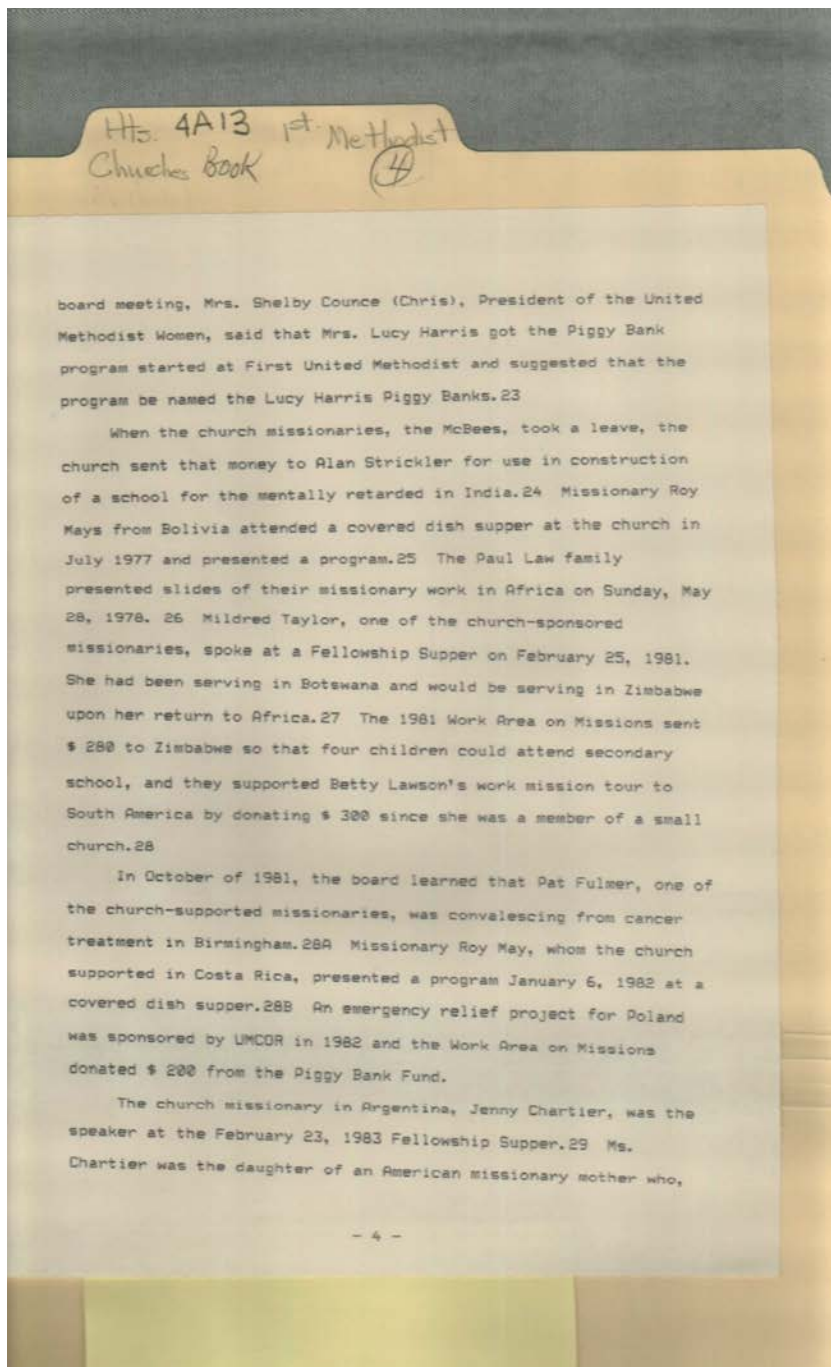 Hts. 4A13 1st Methodist
Churches Book 4
board meeting, Mrs. Shelby Counce (Chris), President of the United
Methodist Women, said that Mrs. Lucy Harris got the Piggy Bank
program started at First United Methodist and suggested that the
program be named the Lucy Harris Piggy Banks.23
When the church missionaries, the McBees, took a leave, the
church sent that money to Alan Strickler for use in construction
of a school for the mentally retarded in India.24 Missionary Roy
Mays from Bolivia attended a covered dish supper at the church in
July 1977 and presented a program.25 The Paul Law family
presented slides of their missionary work in Africa on Sunday, May
28, 1978. 26 Mildred Taylor, one of the church-sponsored
missionaries, spoke at a Fellowship Supper on February 25, 1981.
She had been serving in Botswana and would be serving in Zimbabwe
upon her return to Africa.27 The 1981 Work Area on Missions sent
$ 280 to Zimbabwe so that four children could attend secondary
school, and they supported Betty Lawson's work mission tour to
South America by donating $ 300 since she was a member of a small
church.28
In October of 1981, the board learned that Pat Fulmer, one of
the church-supported missionaries, was convalescing from cancer
treatment in Birmingham.28A Missionary Roy May, whom the church
supported in Costa Rica, presented a program January 6, 1982 at a
covered dish supper.28B An emergency relief project for Poland
was sponsored by UMCOR in 1982 and the Work Area on Missions
donated $ 200 from the Piggy Bank Fund.
The church missionary in Argentina, Jenny Chartier, was the
speaker at the February 23, 1983 Fellowship Supper.29 Ms.
Chartier was the daughter of an American missionary mother who,
- 4 -